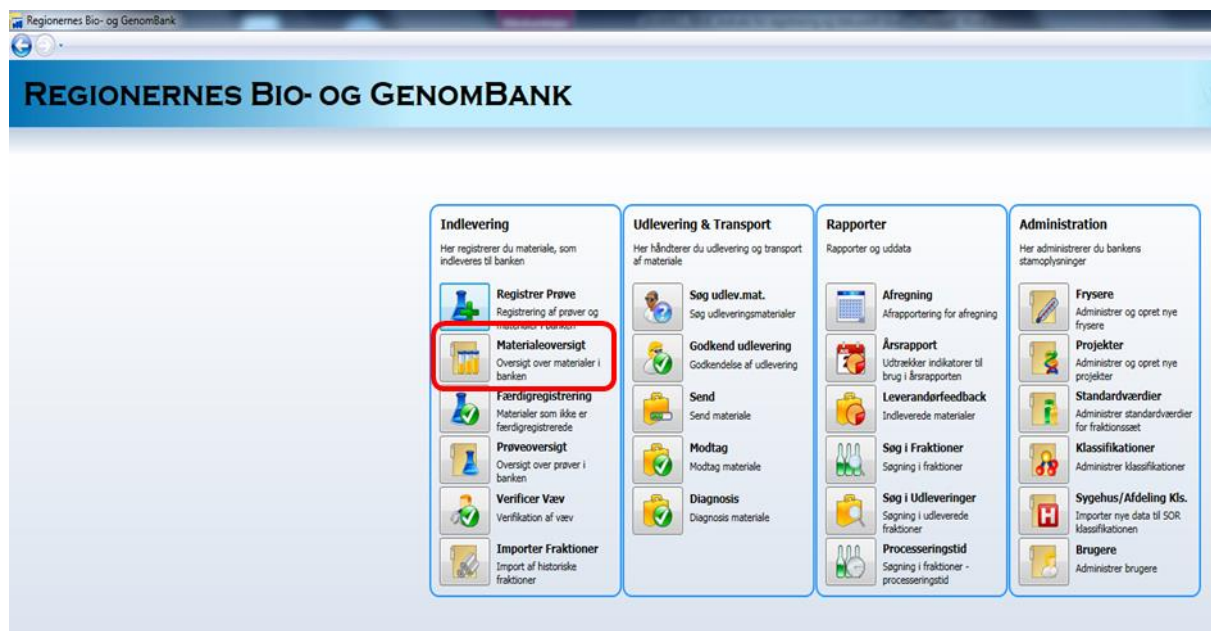 Regionernes Bio- og GenomBank
REGIONERNES BIO- OG GENOMBANK
Indlevering
Her registrerer du materiale, som
indleveres til banken
Registrer Prøve
Registrering af prøver og
materialer i banken
Materialeoversigt
Oversigt over materialer i
banken
Færdigregistrering
Materialer som ikke er
færdigregistrerede
Prøveoversigt
Oversigt over prøver i
banken
Verificer Væv
Verifikation af væv
Importer Fraktioner
Import af historiske
fraktioner
Udlevering & Transport
Her håndterer du udlevering og transport
af materiale
Søg udlev.mat.
Søg udleveringsmaterialer
Godkend udlevering
Godkendelse af udlevering
Send
Send materiale
Modtag
Modtag materiale
Diagnosis
Diagnosis materiale
Rapporter
Rapporter og uddata
Afregning
Afrapportering for afregning
Årsrapport
Udtrækker indikatorer til
brug i årsrapporten
Leverandørfeedback
Indleverede materialer
Søg i Fraktioner
Søgning i fraktioner
Søg i Udleveringer
Søgning i udleverede
fraktioner
Processeringstid
Søgning i fraktioner -
processeringstid
Administration
Her administrerer du bankens
stamoplysninger
Frysere
Administrer og opret nye
frysere
Projekter
Administrer og opret nye
projekter
Standardværdier
Administrer standardværdier
for fraktionssæt
Klassifikationer
Administrer klassifikationer
Sygehus/Afdeling Kls.
Importer nye data til SOR
klassifikationen
Brugere
Administrer brugere